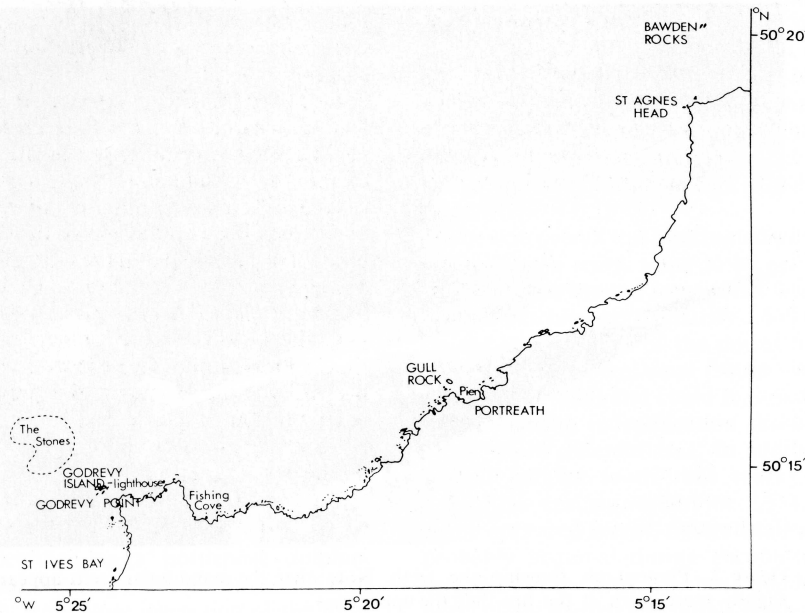 °N
BAWDEN"
ROCKS
50°20'
ST AGNES
HEAD
GULL
ROCK
Pier
PORTREATH
The
Stones
50°15'
GODREVY
ISLAND-lighthouse
GODREVY POINT
Fishing
Cove
ST IVES BAY
°W
5°25'
5°20'
5°15'